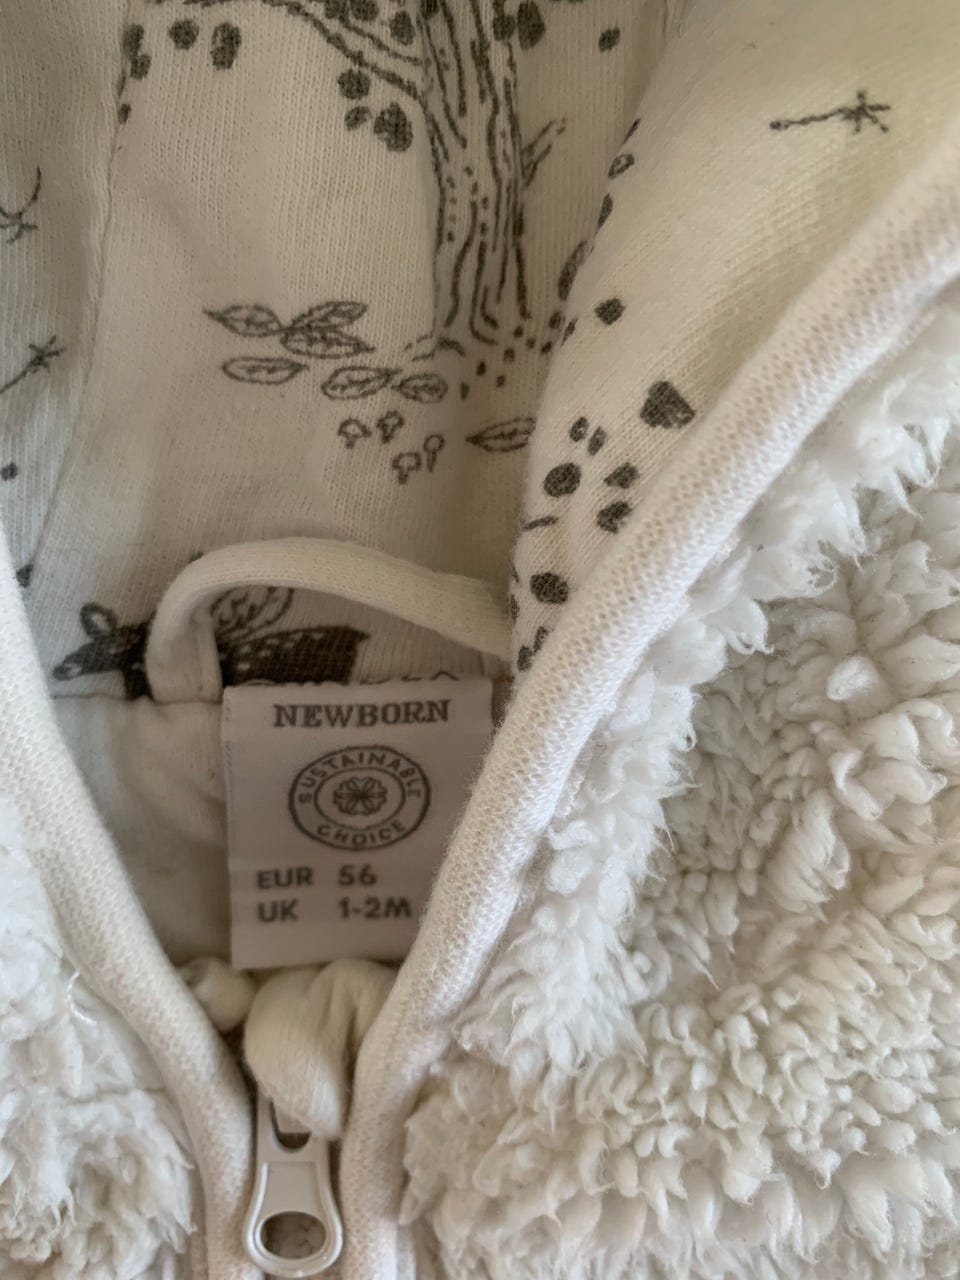 NEWBORN
SUSTAINABLE
CHOICE
EUR 56
UK 1-2M